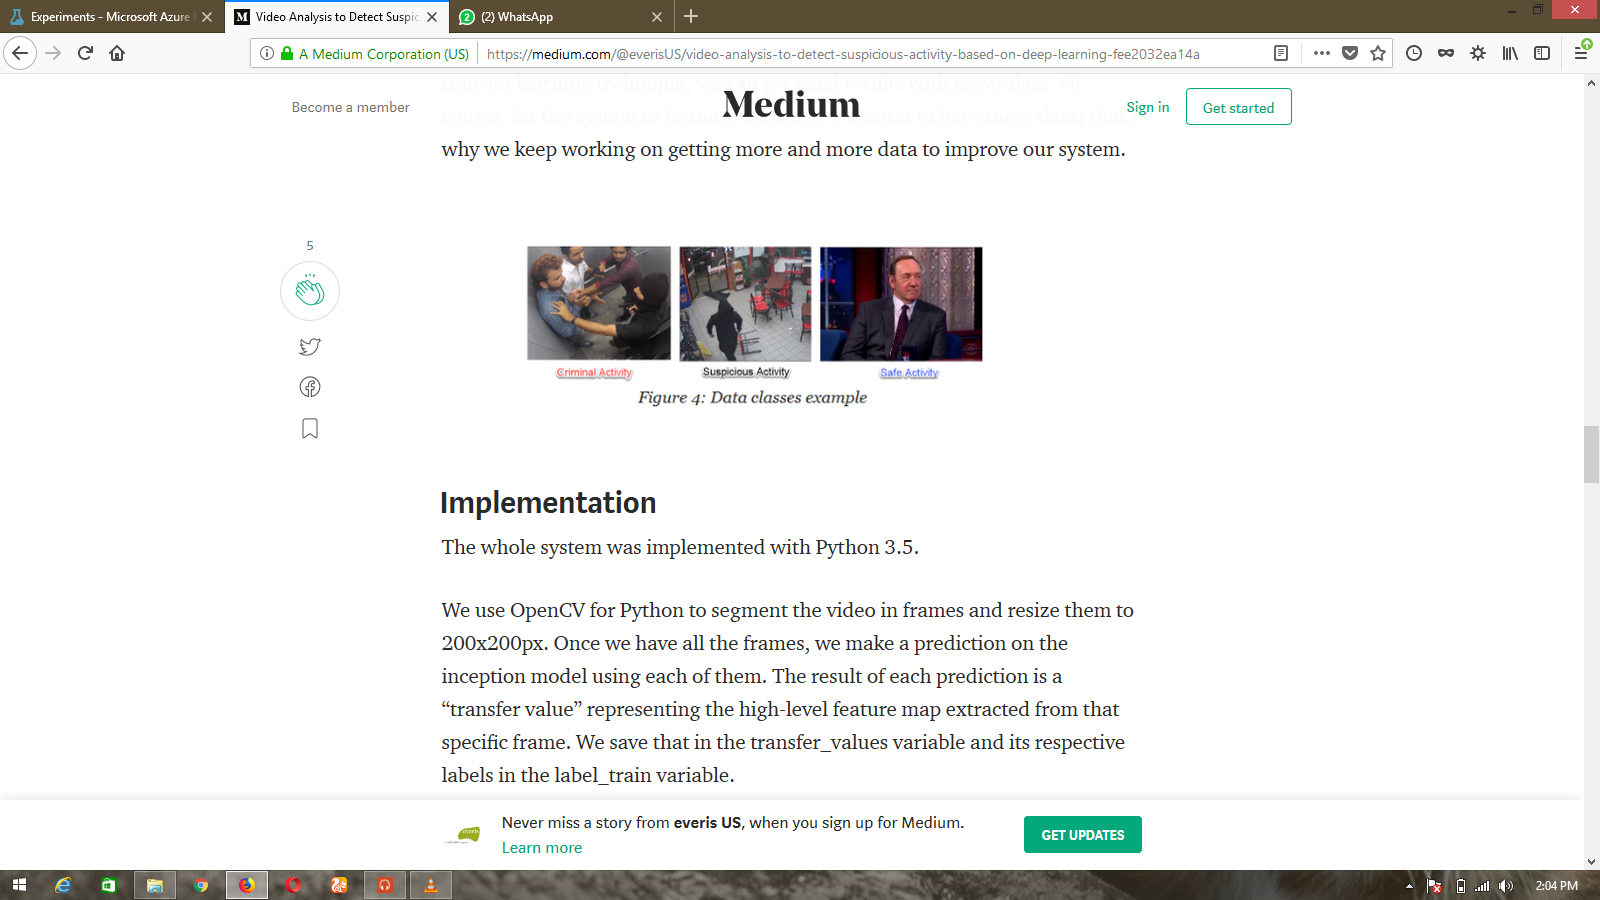 Experiments - Microsoft Azure
Video Analysis to Detect Suspic
(2) WhatsApp
A Medium Corporation (US)
https://medium.com/@everisUS/video-analysis-to-detect-suspicious-activity-based-on-deep-learning-fee2032ea14a
transfer learning technique, we can get good results with fewer data. Of
Become a member
Medium
Sign in
Get started
course, for the system to be mo etter to have more data; that
why we keep working on getting more and more data to improve our system.
5
Criminal Activity
Suspicious Activity
Safe Activity
Figure 4: Data classes example
Implementation
The whole system was implemented with Python 3.5.
We use OpenCV for Python to segment the video in frames and resize them to
200x200px. Once we have all the frames, we make a prediction on the
inception model using each of them. The result of each prediction is a
“transfer value” representing the high-level feature map extracted from that
specific frame. We save that in the transfer_values variable and its respective
labels in the label_train variable.
everis
Never miss a story from everis US, when you sign up for Medium.
Learn more
GET UPDATES
2:04 PM